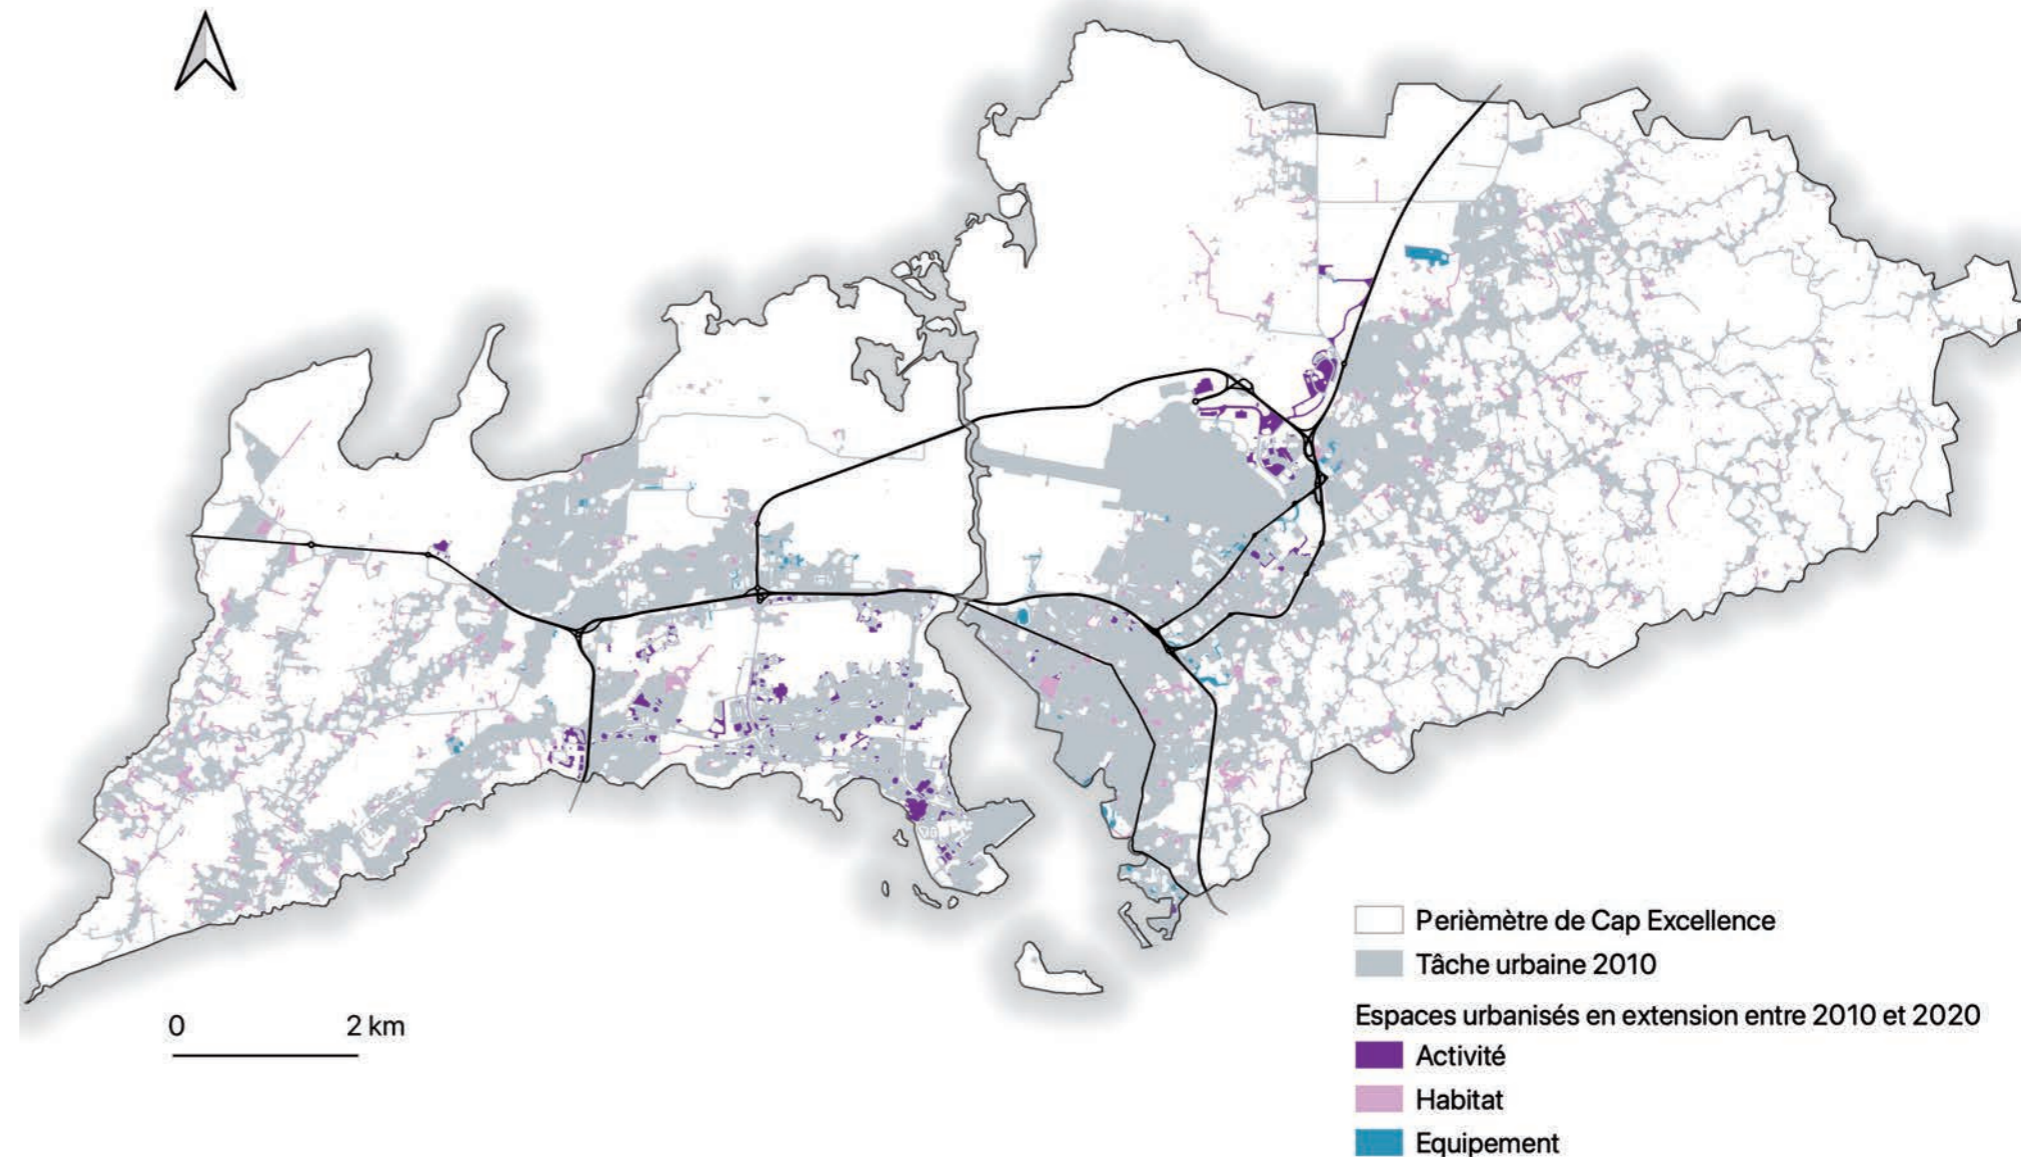 0 2 km
Perièmètre de Cap Excellence
Tâche urbaine 2010
Espaces urbanisés en extension entre 2010 et 2020
Activité
Habitat
Equipement